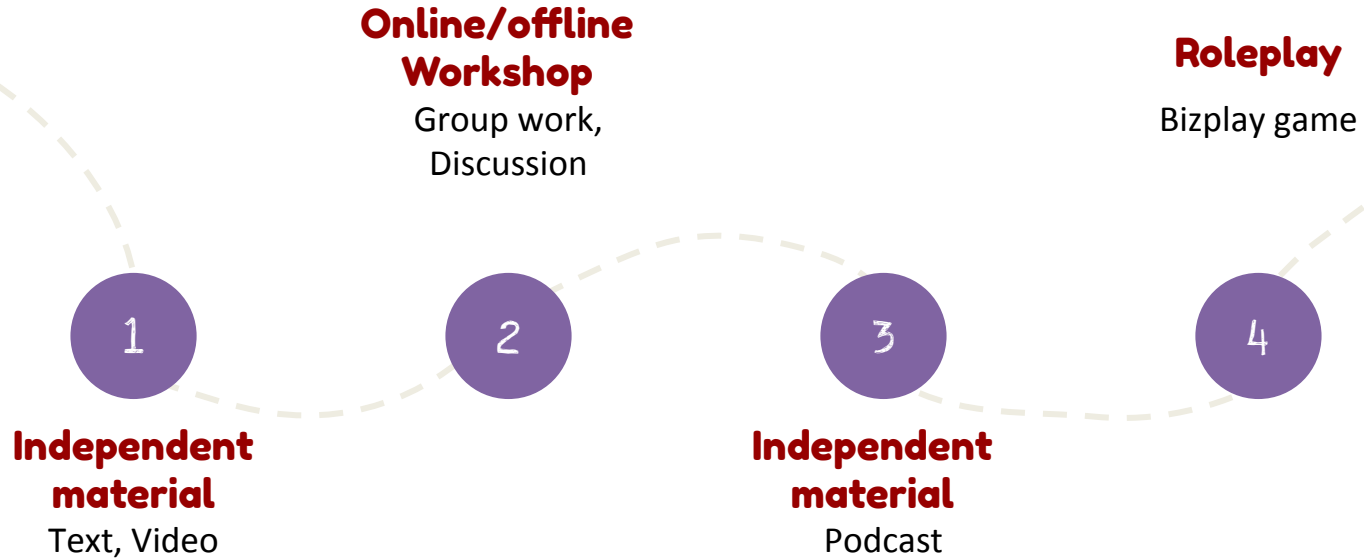 1
Independent
material
Text, Video
Online/offline
Workshop
Group work,
Discussion
2
3
Independent
material
Podcast
Roleplay
Bizplay game
4